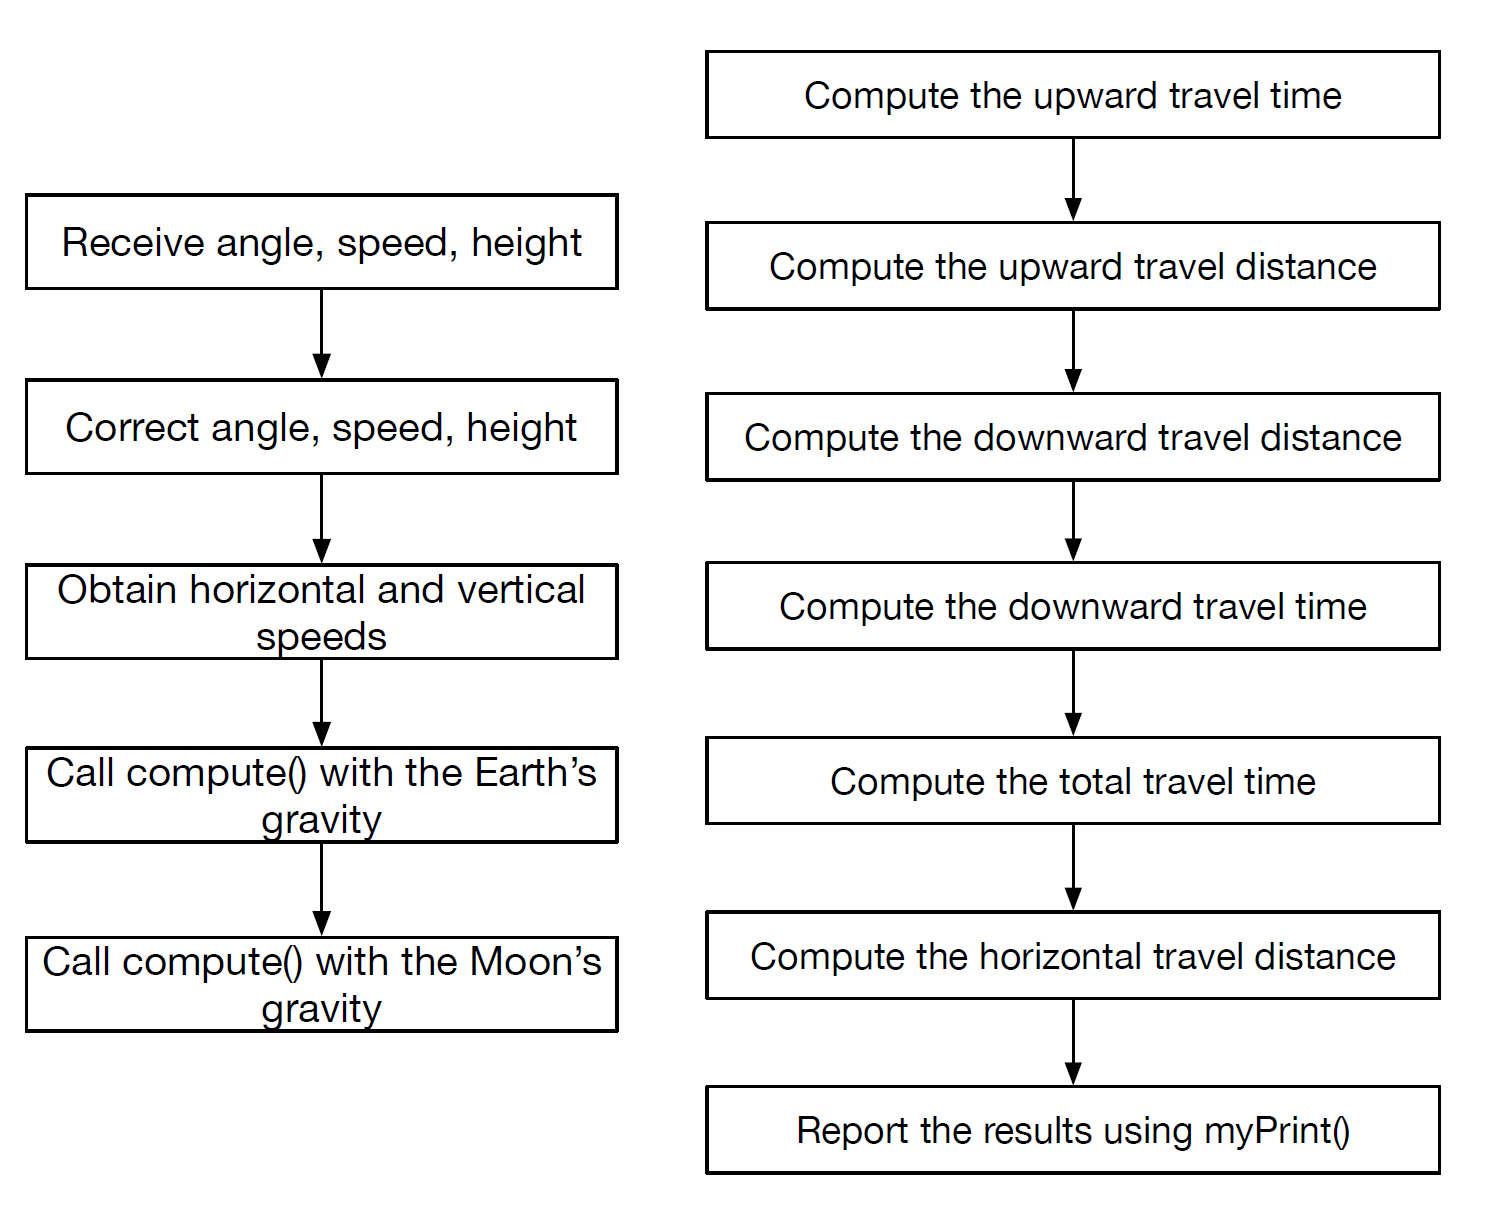 Receive angle, speed, height
Correct angle, speed, height
Obtain horizontal and vertical
speeds
Call compute() with the Earth’s
gravity
Call compute() with the Moon’s
gravity
Compute the upward travel time
Compute the upward travel distance
Compute the downward travel distance
Compute the downward travel time
Compute the total travel time
Compute the horizontal travel distance
Report the results using myPrint()